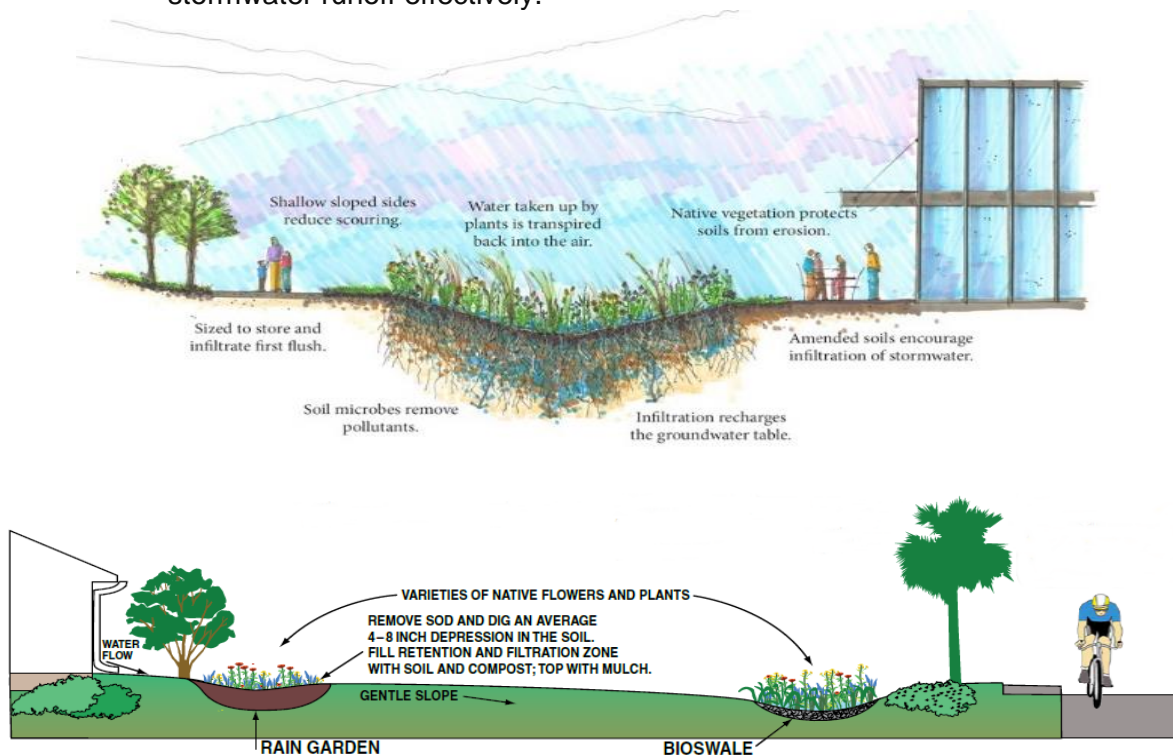 stormwater runoff effectively.
Shallow sloped sides
reduce scouring.
Water taken up by
plants is transpired
back into the air.
Native vegetation protects
soils from erosion.
Sized to store and
infiltrate first flush.
Amended soils encourage
infiltration of stormwater.
Soil microbes remove
pollutants.
Infiltration recharges
the groundwater table.
VARIETIES OF NATIVE FLOWERS AND PLANTS
REMOVE SOD AND DIG AN AVERAGE
4–8 INCH DEPRESSION IN THE SOIL.
FILL RETENTION AND FILTRATION ZONE
WITH SOIL AND COMPOST; TOP WITH MULCH.
WATER
FLOW
GENTLE SLOPE
RAIN GARDEN
BIOSWALE